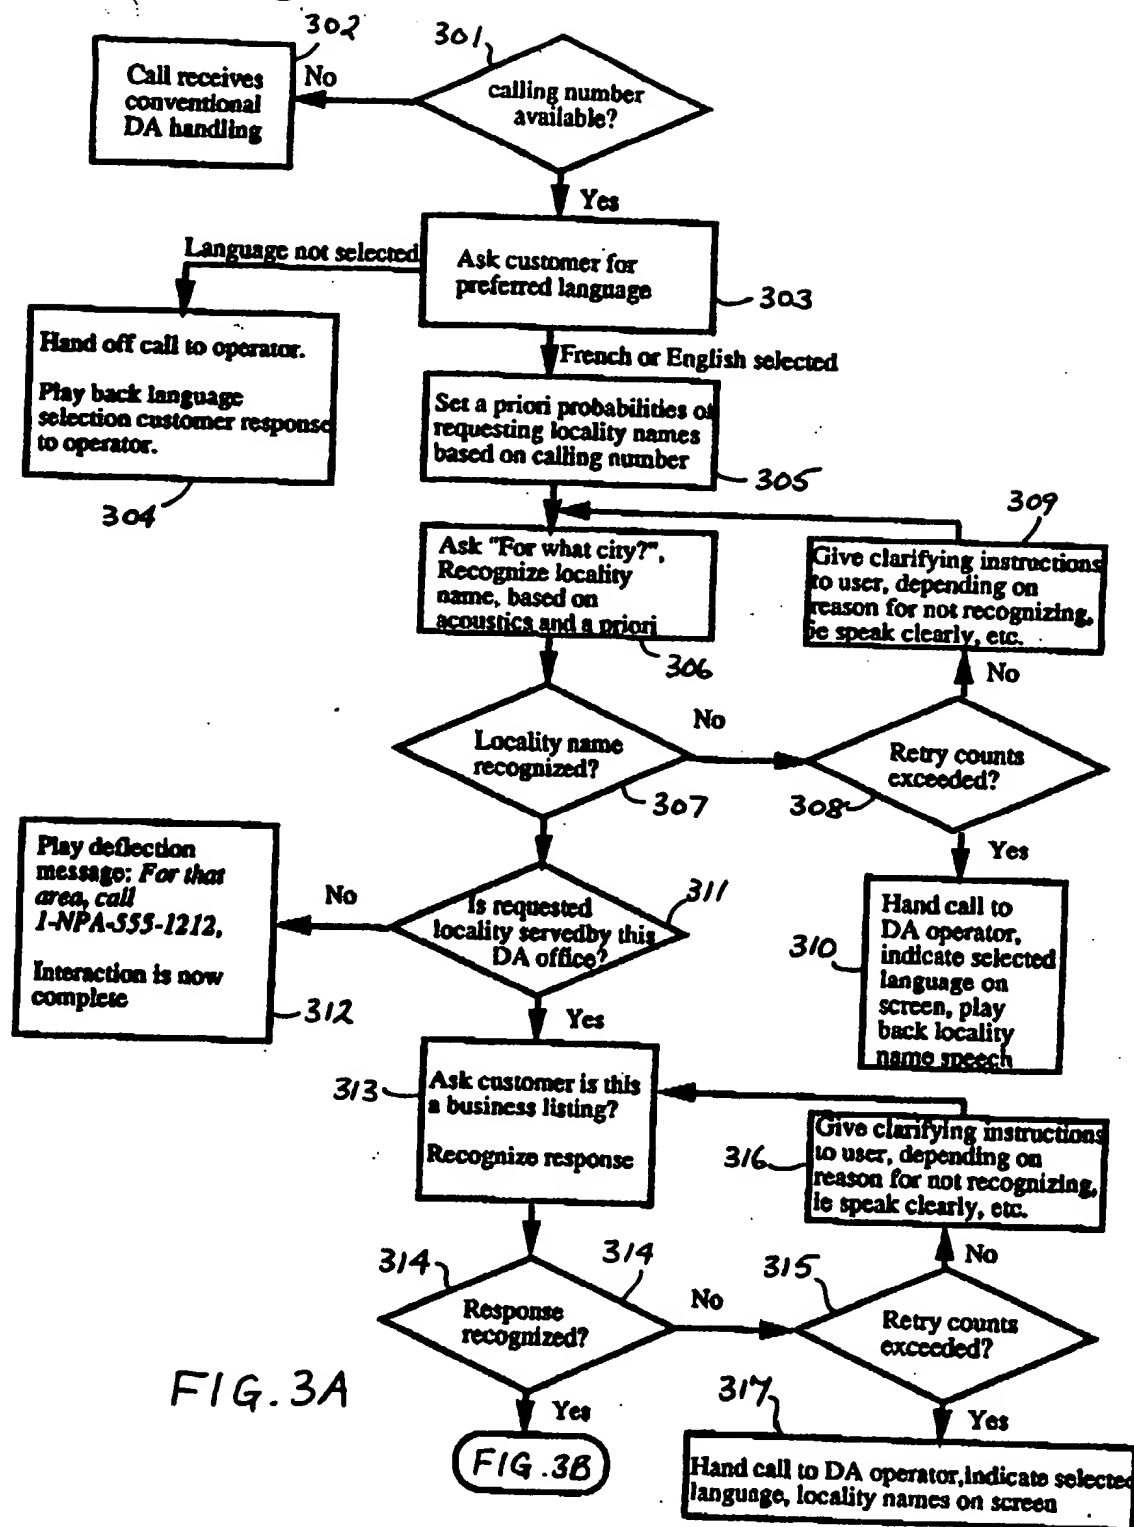 302
301
Call receives
conventional
DA handling
No
calling number
available?
Yes
Language not selected
Ask customer for
preferred language
303
Hand off call to operator.
Play back language
selection customer response
to operator.
304
French or English selected
Set a priori probabilities of
requesting locality names
based on calling number
305
309
Ask "For what city?",
Recognize locality
name, based on
acoustics and a priori
306
Give clarifying instructions
to user, depending on
reason for not recognizing,
ie speak clearly, etc.
No
Locality name
recognized?
307
No
Retry counts
exceeded?
308
Yes
Play deflection
message: For that
area, call
1-NPA-555-1212,
Interaction is now
complete
312
No
Is requested
locality servedby this
DA office?
311
Yes
310
Hand call to
DA operator,
indicate selected
language on
screen, play
back locality
name speech
313
Ask customer is this
a business listing?
Recognize response
316
Give clarifying instructions
to user, depending on
reason for not recognizing,
ie speak clearly, etc.
No
314
314
Response
recognized?
No
315
Retry counts
exceeded?
Yes
Yes
FIG. 3A
FIG. 3B
317
Hand call to DA operator,indicate selected
language, locality names on screen